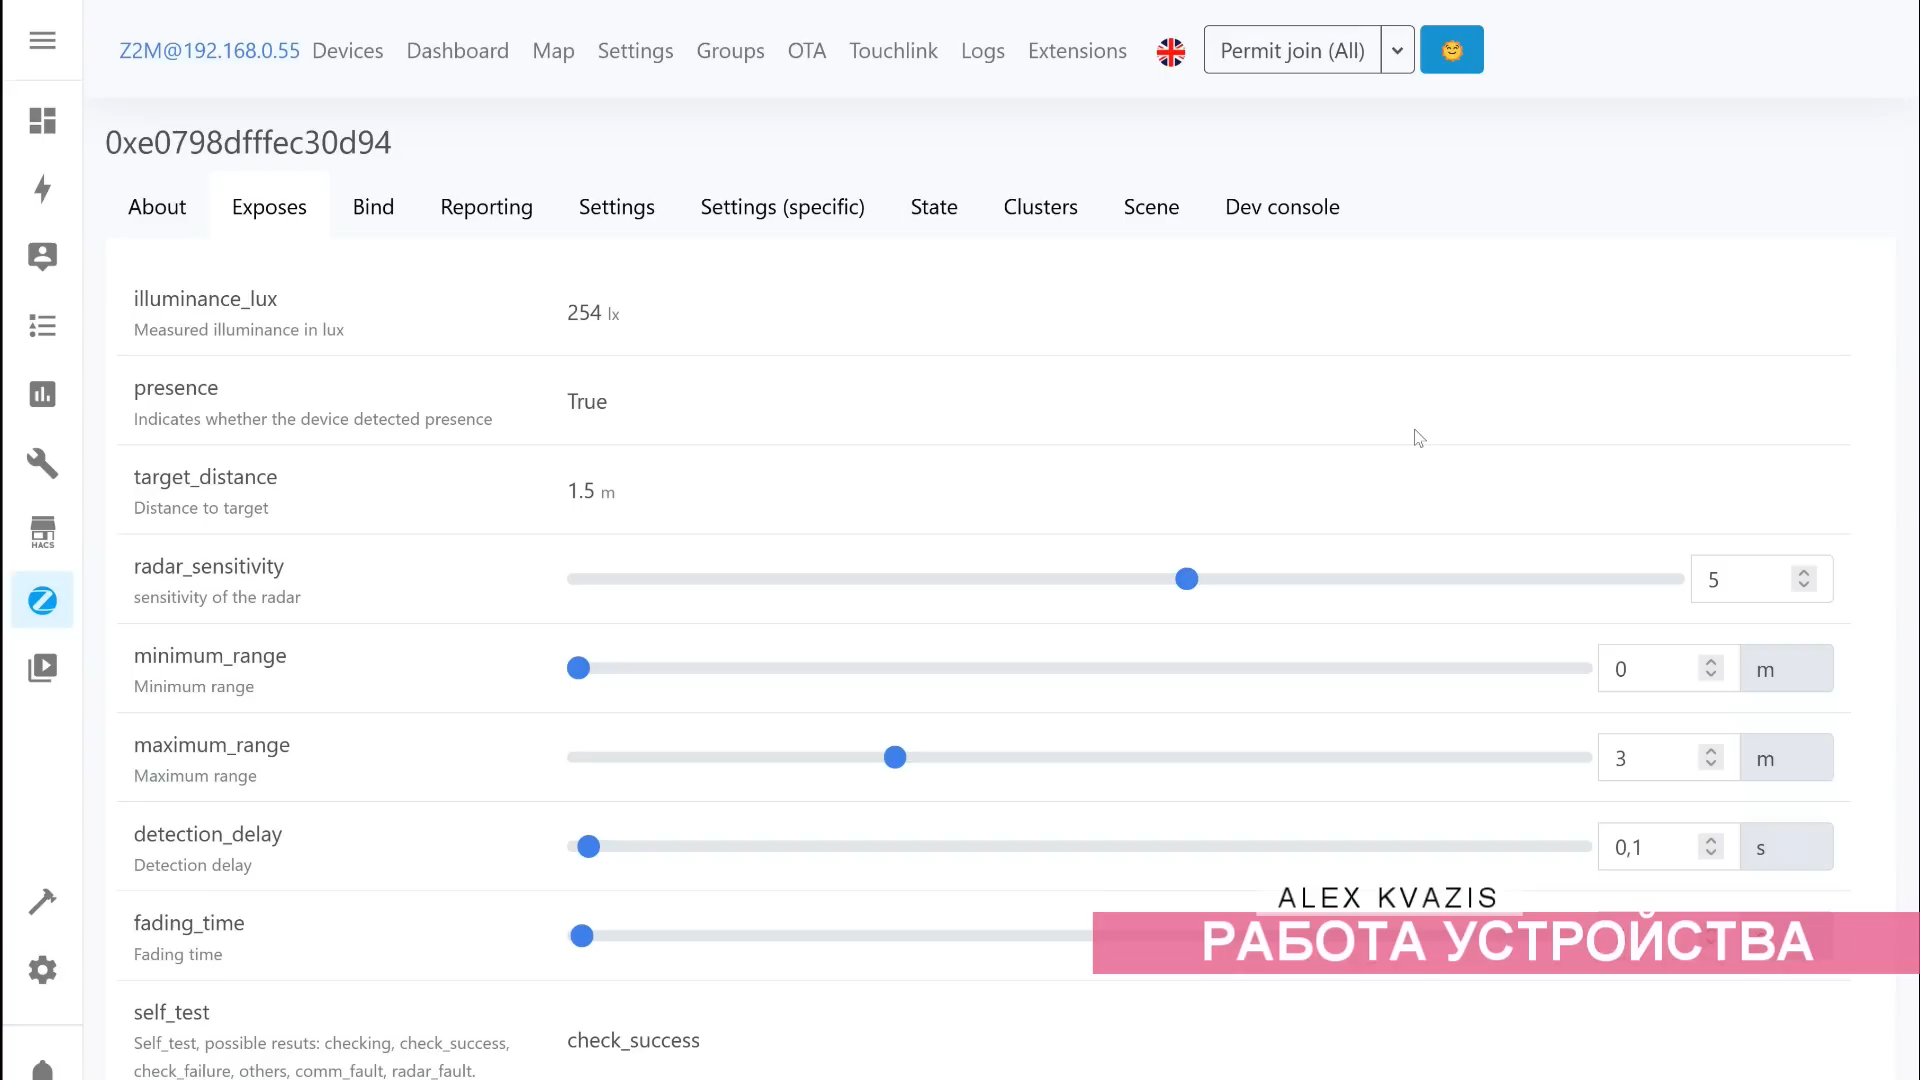 Z2M@192.168.0.55 Devices Dashboard Map Settings Groups OTA Touchlink Logs Extensions Permit join (All)
0xe0798dfffec30d94
About Exposes Bind Reporting Settings Settings (specific) State Clusters Scene Dev console
illuminance_lux
Measured illuminance in lux
254 lx
presence
Indicates whether the device detected presence
True
target_distance
Distance to target
1.5 m
radar_sensitivity
sensitivity of the radar
5
HACS
minimum_range
Minimum range
0 m
maximum_range
Maximum range
3 m
detection_delay
Detection delay
0,1 s
fading_time
Fading time
ALEX KVAZIS
РАБОТА УСТРОЙСТВА
self_test
Self_test, possible resuts: checking, check_success,
check_failure, others, comm_fault, radar_fault.
check_success